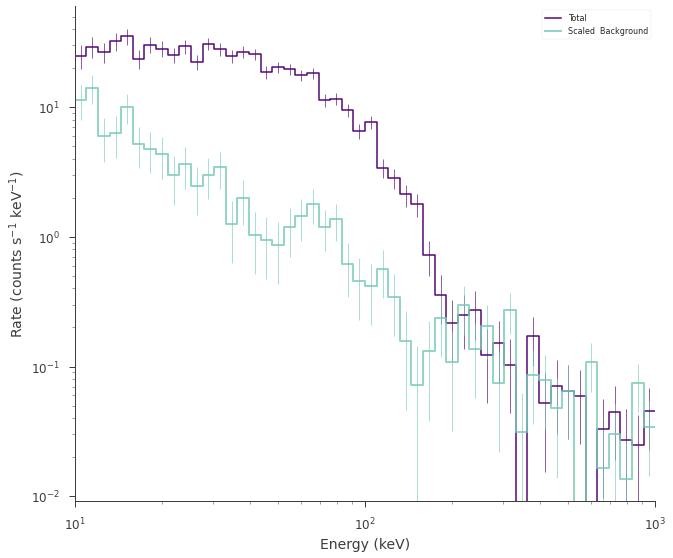 Total
Scaled Background
Rate (counts s⁻¹ keV⁻¹)
10¹
10⁰
10⁻¹
10⁻²
10¹
10²
10³
Energy (keV)